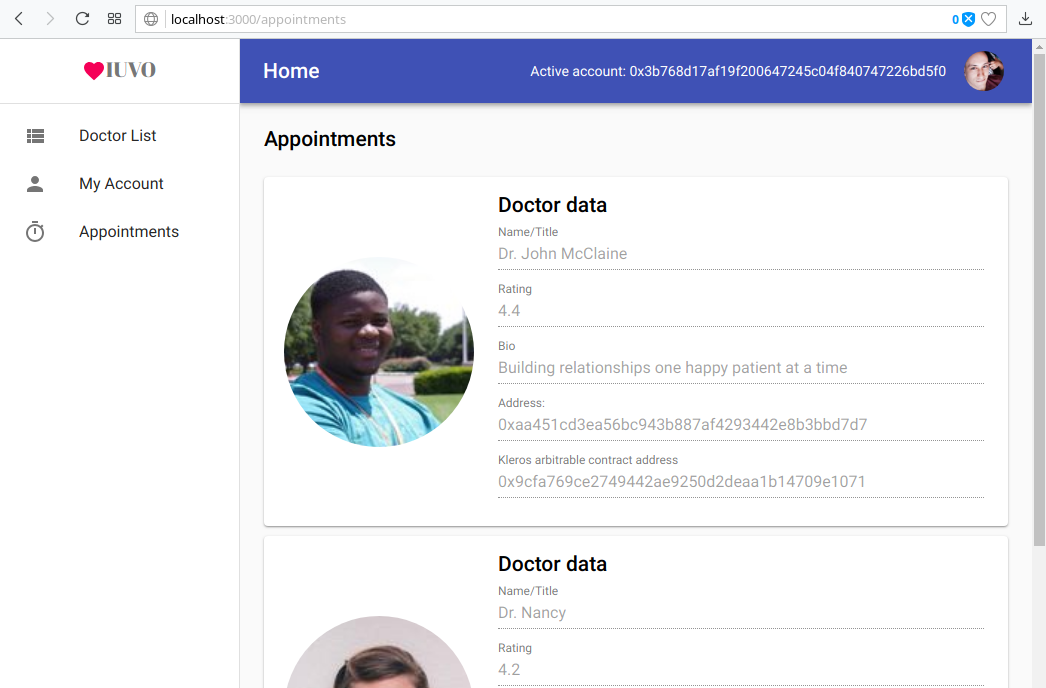 localhost:3000/appointments
0
IUVO
Home
Active account: 0x3b768d17af19f200647245c04f840747226bd5f0
Doctor List
My Account
Appointments
Appointments
Doctor data
Name/Title
Dr. John McClaine
Rating
4.4
Bio
Building relationships one happy patient at a time
Address:
0xaa451cd3ea56bc943b887af4293442e8b3bbd7d7
Kleros arbitrable contract address
0x9cfa769ce2749442ae9250d2deaa1b14709e1071
Doctor data
Name/Title
Dr. Nancy
Rating
4.2